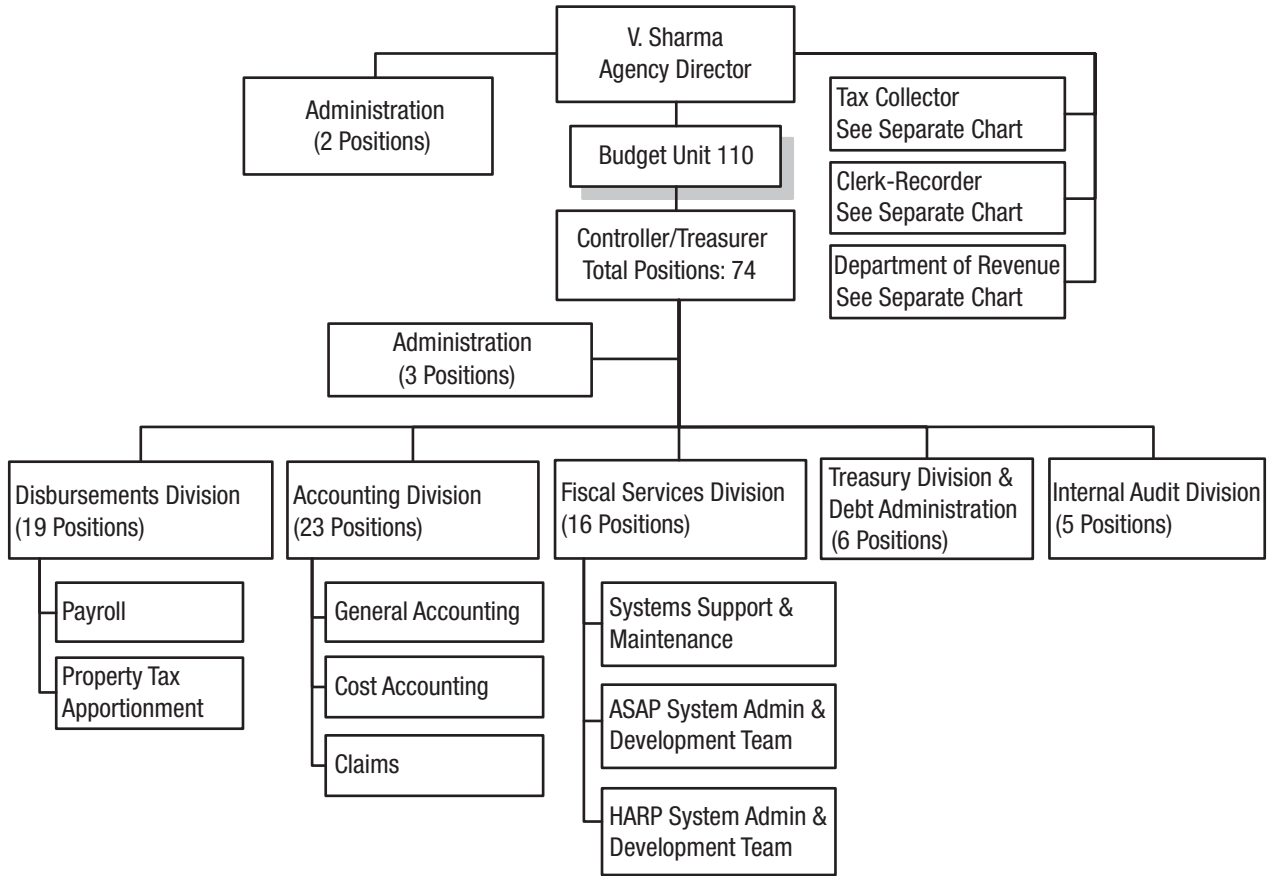 V. Sharma
Agency Director
Administration
(2 Positions)
Budget Unit 110
Controller/Treasurer
Total Positions: 74
Tax Collector
See Separate Chart
Clerk-Recorder
See Separate Chart
Department of Revenue
See Separate Chart
Administration
(3 Positions)
Disbursements Division
(19 Positions)
Payroll
Property Tax
Apportionment
Accounting Division
(23 Positions)
General Accounting
Cost Accounting
Claims
Fiscal Services Division
(16 Positions)
Systems Support &
Maintenance
ASAP System Admin &
Development Team
HARP System Admin &
Development Team
Treasury Division &
Debt Administration
(6 Positions)
Internal Audit Division
(5 Positions)